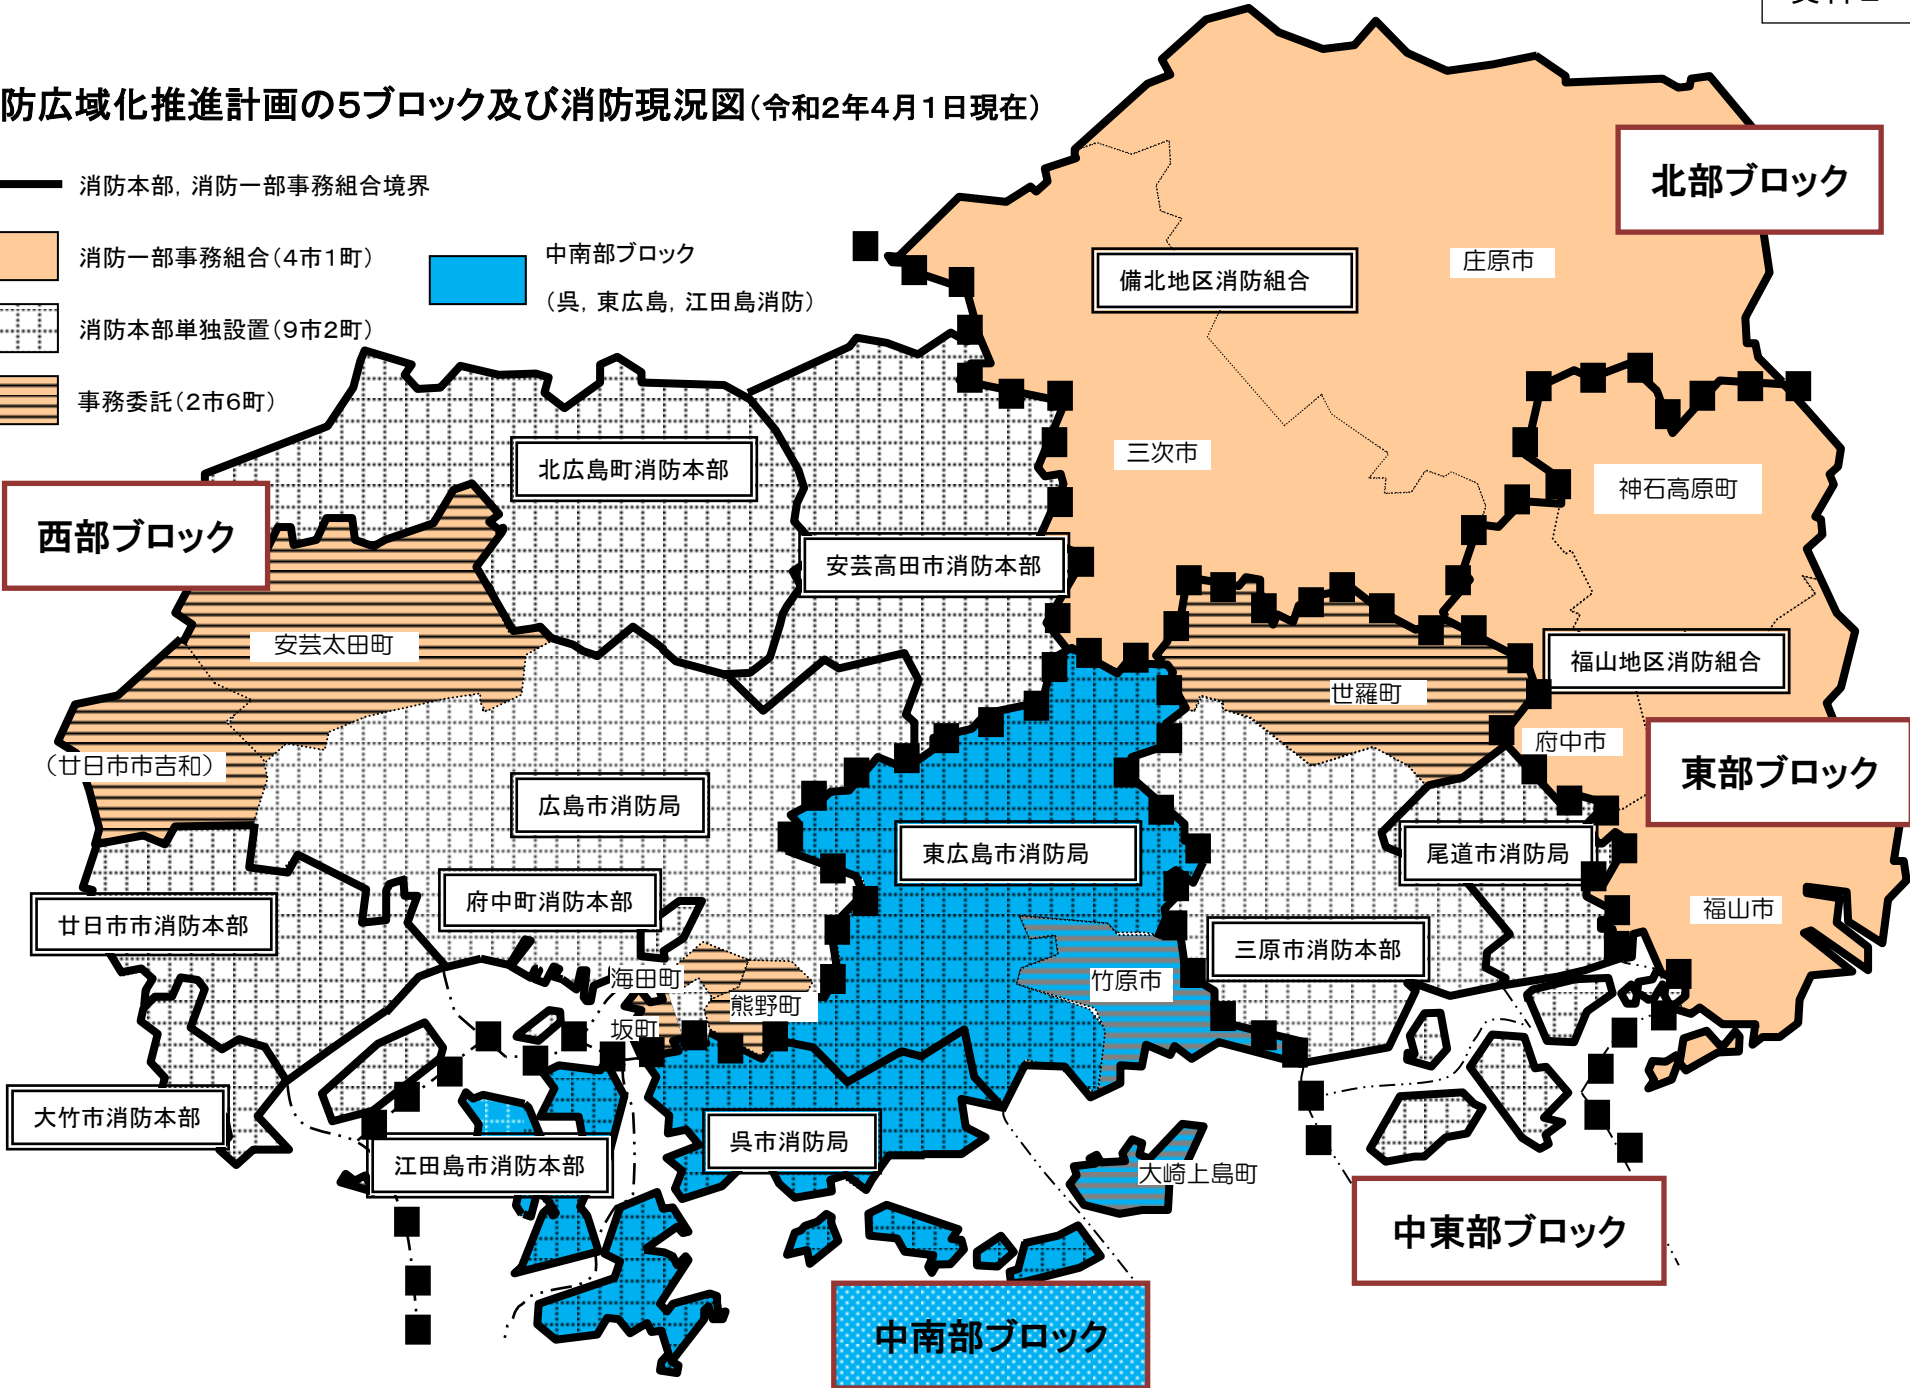 防広域化推進計画の5ブロック及び消防現況図(令和2年4月1日現在)
消防本部,消防一部事務組合境界
消防一部事務組合(4市1町)
消防本部単独設置(9市2町)
事務委託(2市6町)
中南部ブロック
(呉,東広島,江田島消防)
北部ブロック
備北地区消防組合
庄原市
三次市
神石高原町
北広島町消防本部
西部ブロック
安芸高田市消防本部
安芸太田町
福山地区消防組合
世羅町
府中市
(廿日市市吉和)
東部ブロック
広島市消防局
東広島市消防局
尾道市消防局
府中町消防本部
廿日市市消防本部
福山市
三原市消防本部
海田町
竹原市
熊野町
坂町
大竹市消防本部
呉市消防局
江田島市消防本部
大崎上島町
中東部ブロック
中南部ブロック